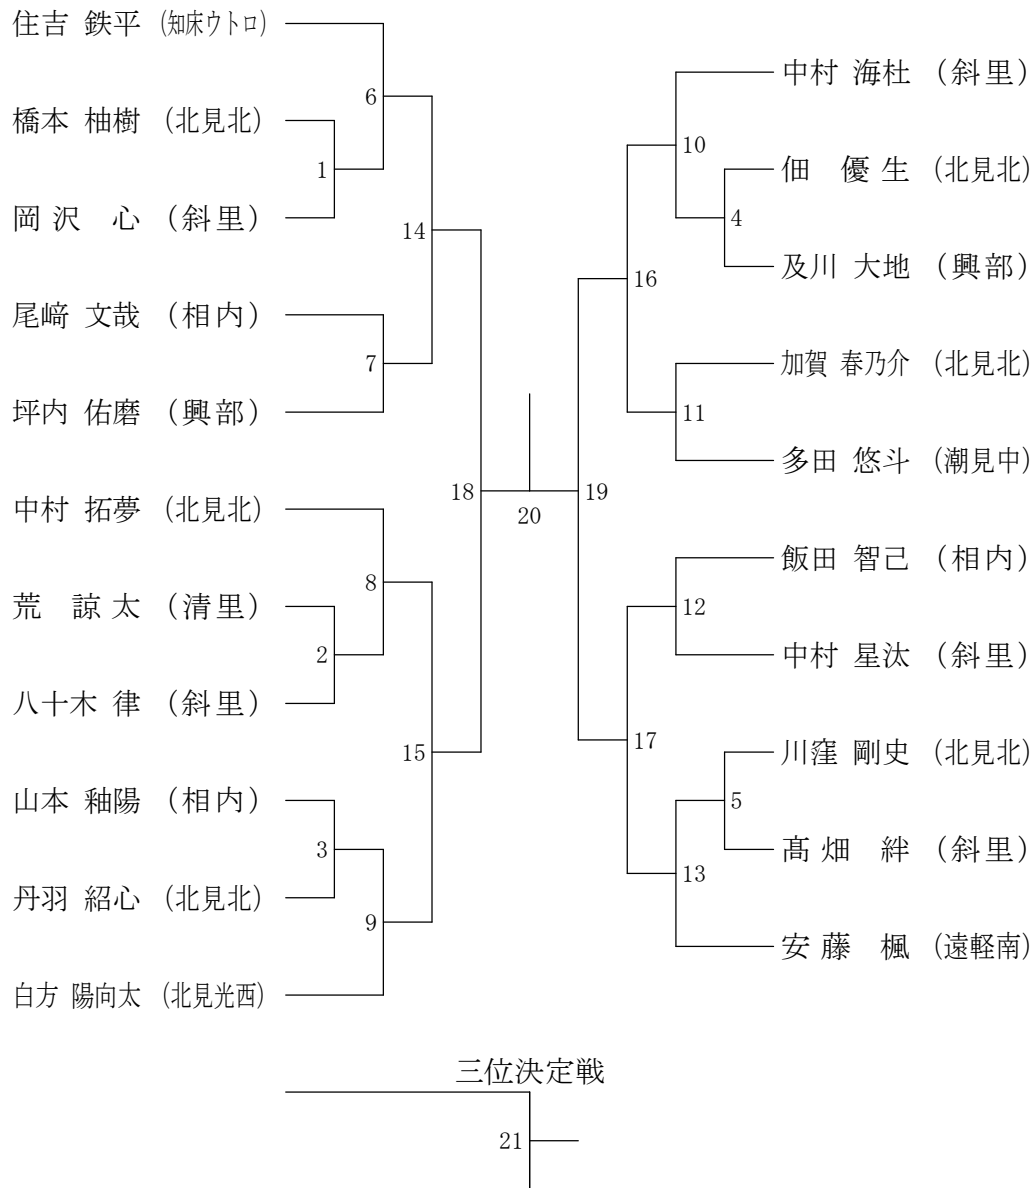 住吉 鉄平 (知床ウトロ)
6
橋本 柚樹 (北見北)
1
岡沢 心 (斜里)
14
尾﨑 文哉 (相内)
7
坪内 佑磨 (興部)
18
中村 拓夢 (北見北)
8
荒 諒太 (清里)
2
八十木 律 (斜里)
15
山本 釉陽 (相内)
3
丹羽 紹心 (北見北)
9
白方 陽向太 (北見光西)
20
中村 海杜 (斜里)
10
佃 優生 (北見北)
4
及川 大地 (興部)
16
加賀 春乃介 (北見北)
11
多田 悠斗 (潮見中)
19
飯田 智己 (相内)
12
中村 星汰 (斜里)
17
川窪 剛史 (北見北)
5
髙畑 絆 (斜里)
13
安藤 楓 (遠軽南)
三位決定戦
21